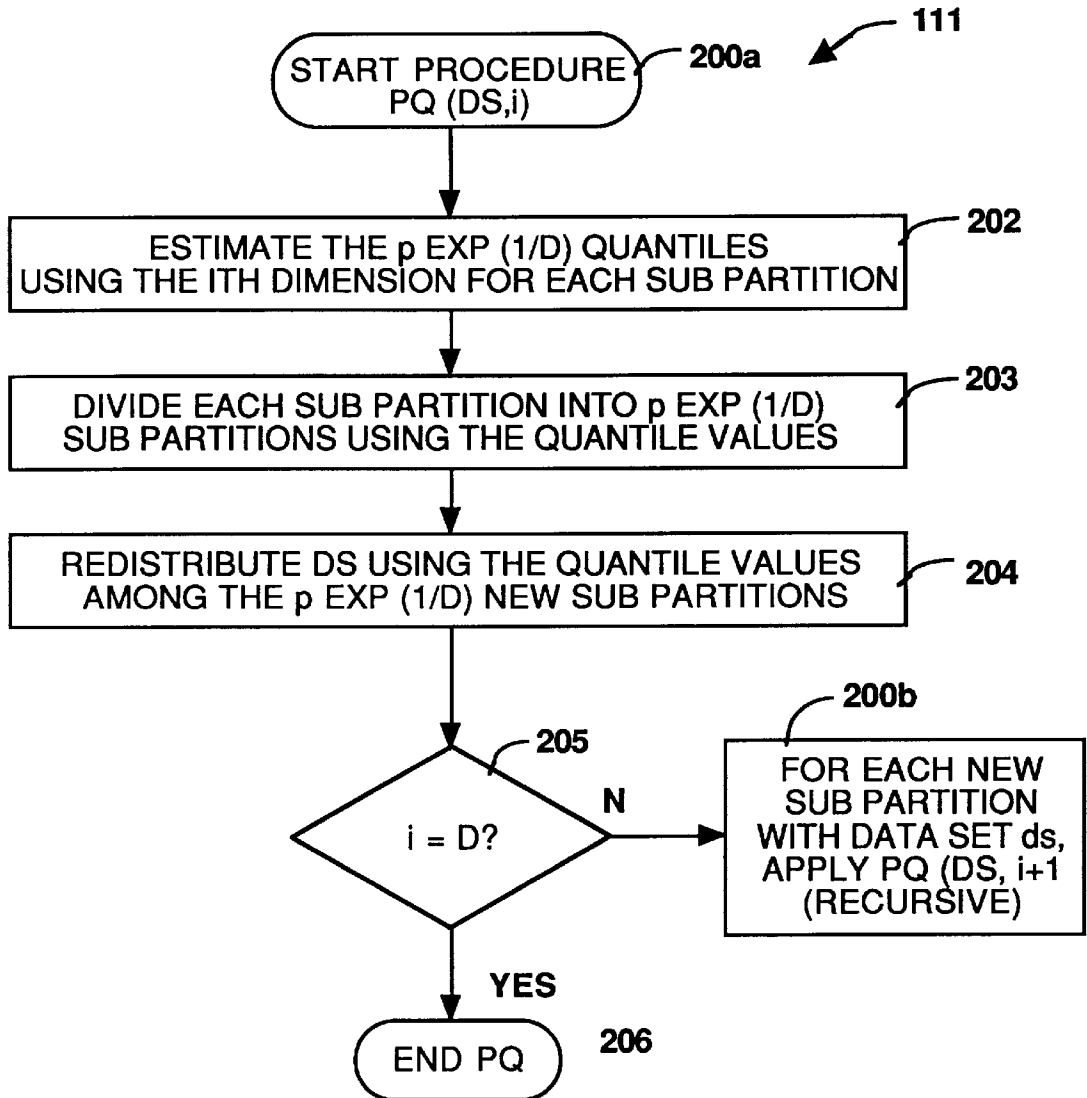 111
START PROCEDURE
PQ (DS,i)
200a
ESTIMATE THE p EXP (1/D) QUANTILES
USING THE ITH DIMENSION FOR EACH SUB PARTITION
202
DIVIDE EACH SUB PARTITION INTO p EXP (1/D)
SUB PARTITIONS USING THE QUANTILE VALUES
203
REDISTRIBUTE DS USING THE QUANTILE VALUES
AMONG THE p EXP (1/D) NEW SUB PARTITIONS
204
205
i = D?
N
200b
FOR EACH NEW
SUB PARTITION
WITH DATA SET ds,
APPLY PQ (DS, i+1
(RECURSIVE)
YES
END PQ
206